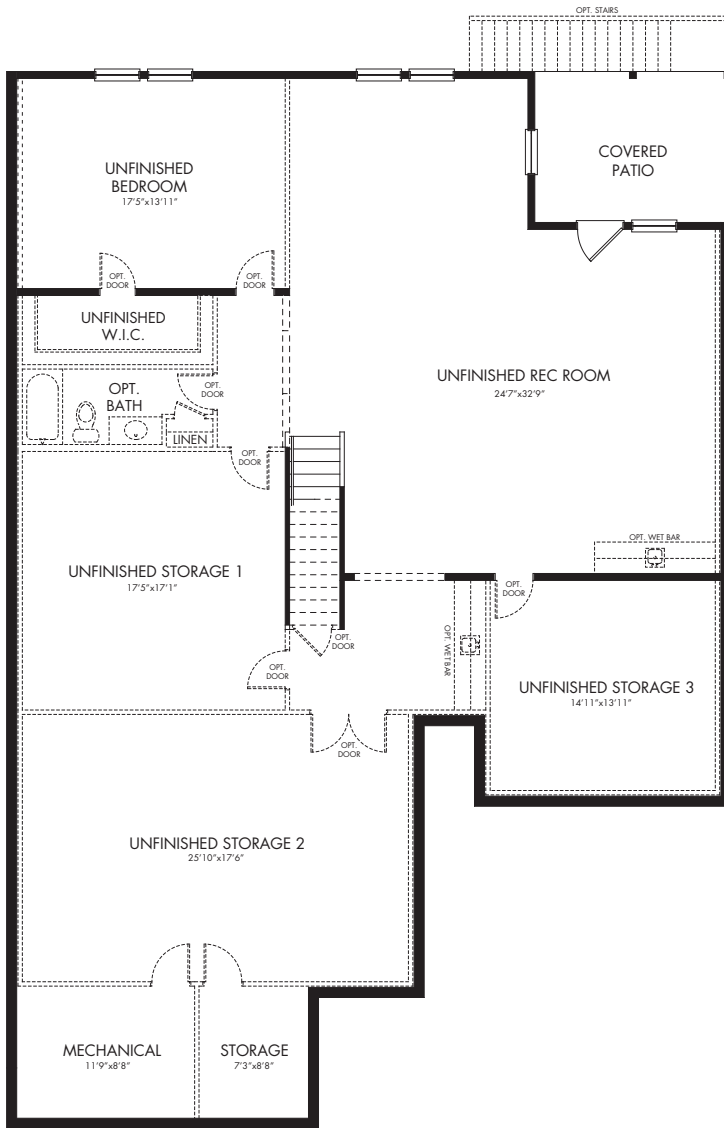 OPT. STAIRS
UNFINISHED
BEDROOM
17'5"x13'11"
COVERED
PATIO
OPT.
DOOR
OPT.
DOOR
UNFINISHED
W.I.C.
OPT.
BATH
OPT.
DOOR
LINEN
UNFINISHED REC ROOM
24'7"x32'9"
OPT.
DOOR
OPT. WET BAR
UNFINISHED STORAGE 1
17'5"x17'1"
OPT.
DOOR
OPT.
DOOR
OPT. WET BAR
OPT.
DOOR
UNFINISHED STORAGE 3
14'11"x13'11"
OPT.
DOOR
UNFINISHED STORAGE 2
25'10"x17'6"
MECHANICAL
11'9"x8'8"
STORAGE
7'3"x8'8"